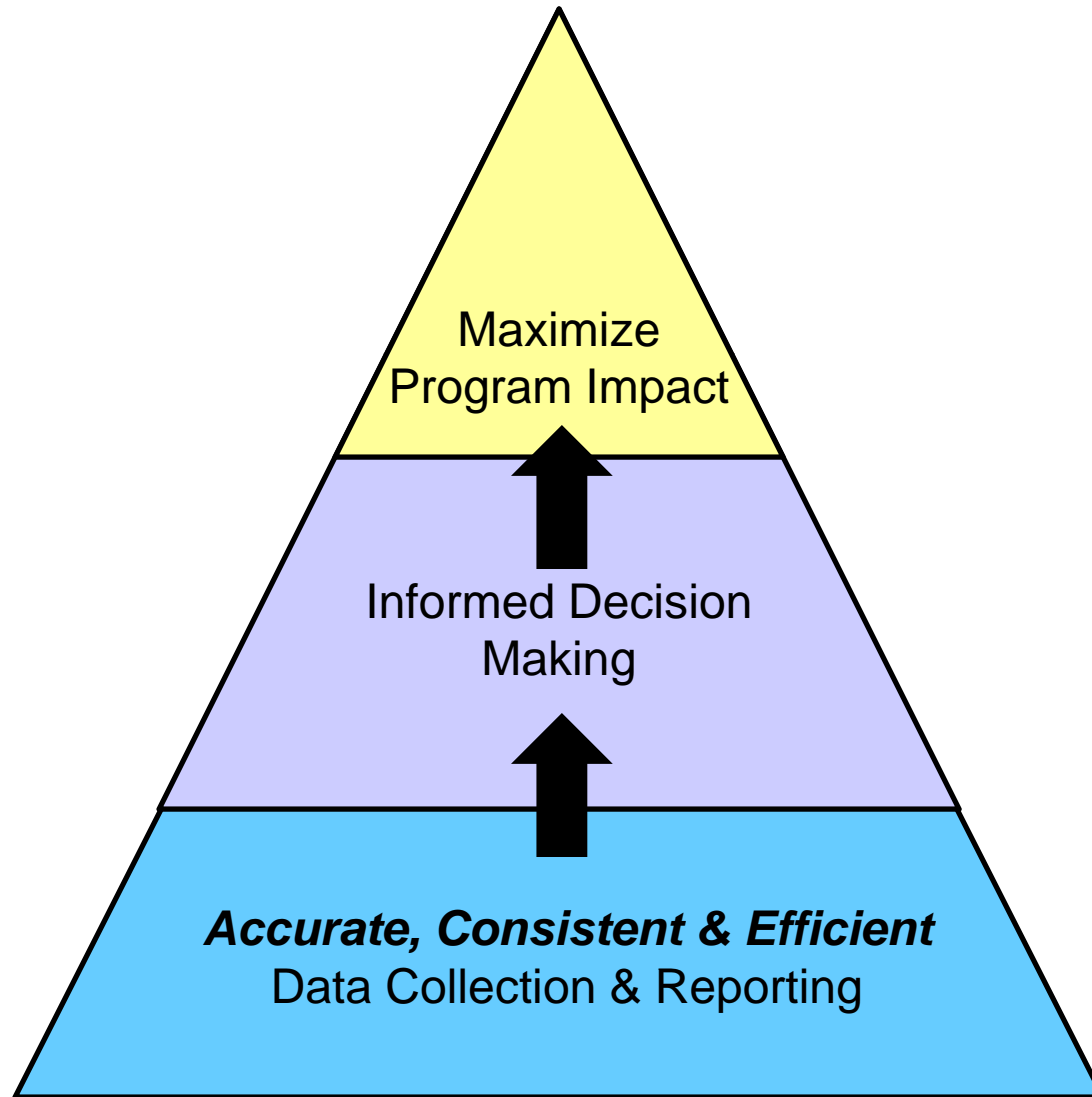 Maximize
Program Impact
Informed Decision
Making
Accurate, Consistent & Efficient
Data Collection & Reporting